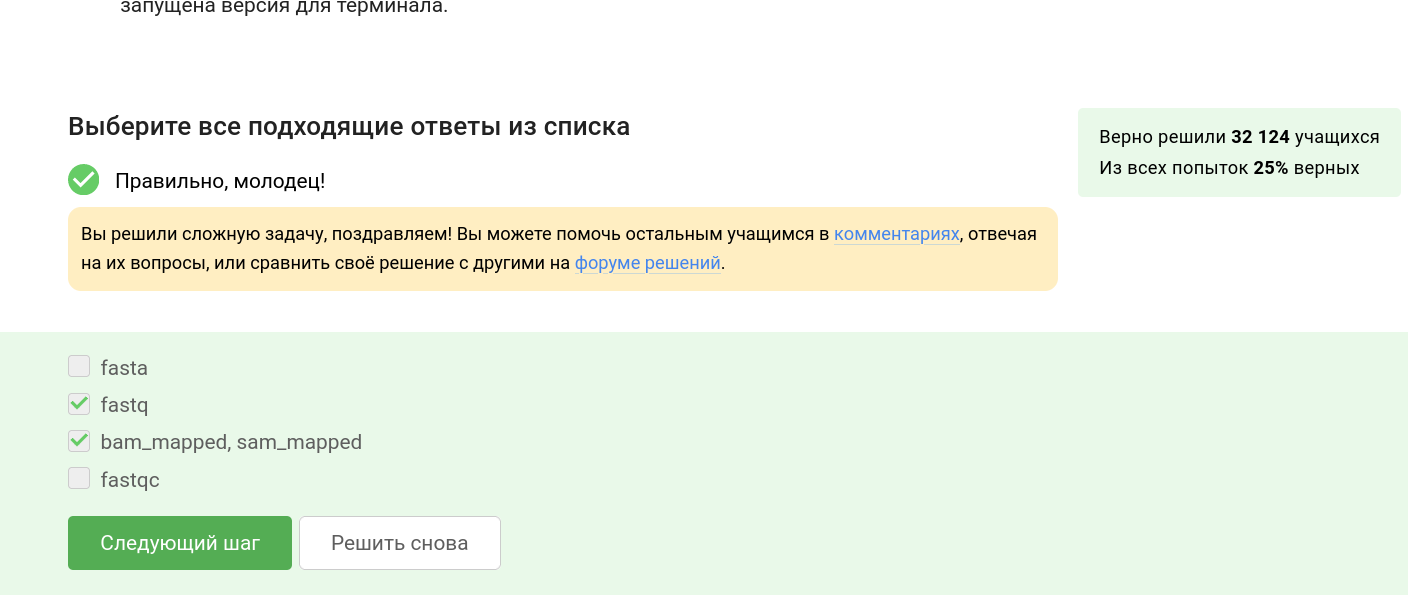 запущена версия для терминала.
Выберите все подходящие ответы из списка
Верно решили 32 124 учащихся
Из всех попыток 25% верных
Правильно, молодец!
Вы решили сложную задачу, поздравляем! Вы можете помочь остальным учащимся в комментариях, отвечая
на их вопросы, или сравнить своё решение с другими на форуме решений.
fasta
fastq
bam_mapped, sam_mapped
fastqc
Следующий шаг
Решить снова